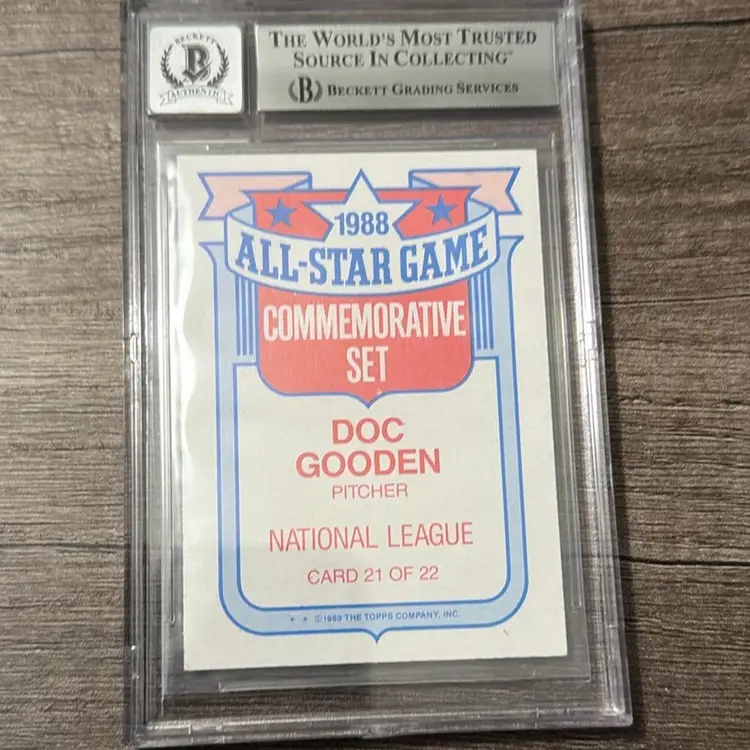 BECKETT
B
AUTHENTIC
THE WORLD'S MOST TRUSTED
SOURCE IN COLLECTING™
B BECKETT GRADING SERVICES
1988
ALL-STAR GAME
COMMEMORATIVE
SET
DOC
GOODEN
PITCHER
NATIONAL LEAGUE
CARD 21 OF 22
* * ©1989 THE TOPPS COMPANY, INC.